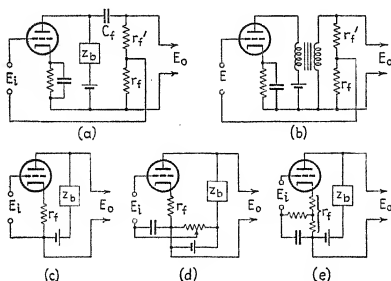 C_f r_f' r_f'
E_i z_b r_f E_o E r_f E_o
(a) (b)
E_i r_f z_b E_o E_i r_f z_b E_o E_i r_f z_b E_o
(c) (d) (e)